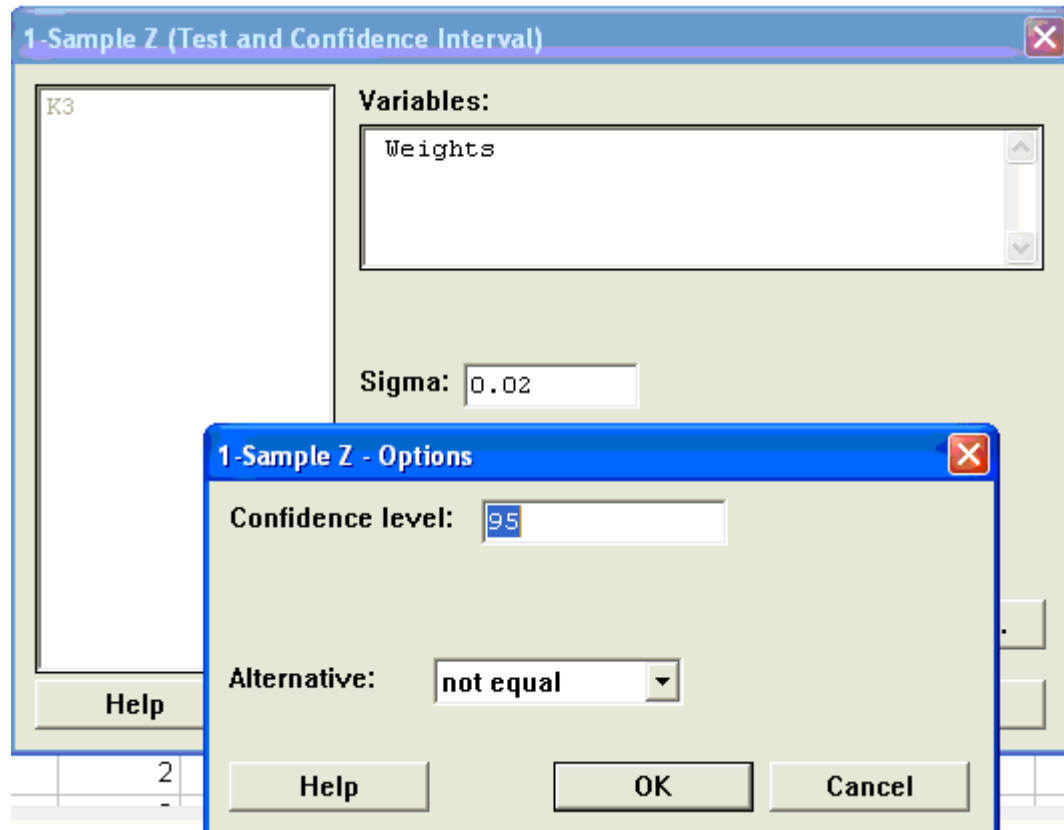 1-Sample Z (Test and Confidence Interval)
K3
Variables:
Weights
Sigma: 0.02
1-Sample Z - Options
Confidence level: 95
.
Alternative: not equal
Help
2
Help OK Cancel